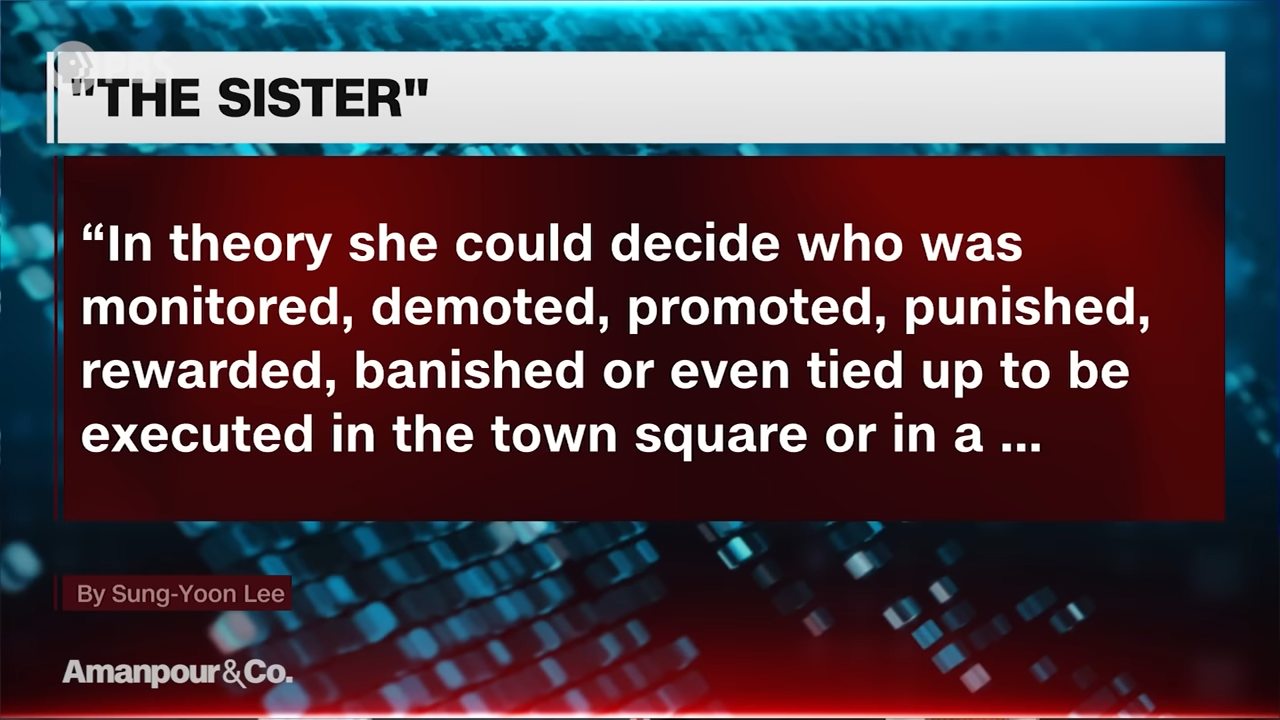 PBS
"THE SISTER"
“In theory she could decide who was
monitored, demoted, promoted, punished,
rewarded, banished or even tied up to be
executed in the town square or in a ...
By Sung-Yoon Lee
Amanpour&Co.